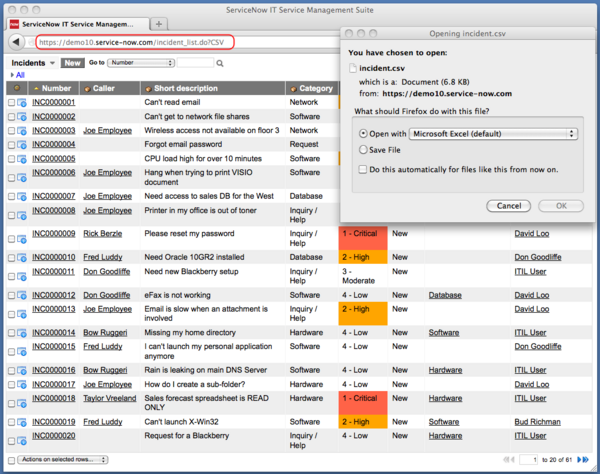 ServiceNow IT Service Management Suite
ServiceNow IT Service Managem...
https://demo10.service-now.com/incident_list.do?CSV
Incidents New Go to Number
All
Number Caller Short description Category
INC0000001 Can't read email Network
INC0000002 Can't get to network file shares Software
INC0000003 Joe Employee Wireless access not available on floor 3 Network
INC0000004 Forgot email password Request
INC0000005 CPU load high for over 10 minutes Software
INC0000006 Joe Employee Hang when trying to print VISIO Software
document
INC0000007 Joe Employee Need access to sales DB for the West Database
INC0000008 Joe Employee Printer in my office is out of toner Inquiry /
Help
INC0000009 Rick Berzle Please reset my password Inquiry / 1 - Critical New David Loo
Help
INC0000010 Fred Luddy Need Oracle 10GR2 installed Database 2 - High New Don Goodliffe
INC0000011 Don Goodliffe Need new Blackberry setup Inquiry / 3 - New ITIL User
Help Moderate
INC0000012 Don Goodliffe eFax is not working Software 4 - Low New Database David Loo
INC0000013 Joe Employee Email is slow when an attachment is Inquiry / 2 - High New David Loo
involved Help
INC0000014 Bow Ruggeri Missing my home directory Hardware 4 - Low New Software ITIL User
INC0000015 Fred Luddy I can't launch my personal application Software 4 - Low New Don Goodliffe
anymore
INC0000016 Bow Ruggeri Rain is leaking on main DNS Server Hardware 4 - Low New Hardware ITIL User
INC0000017 Joe Employee How do I create a sub-folder? Hardware 4 - Low New David Loo
INC0000018 Taylor Vreeland Sales forecast spreadsheet is READ Hardware 1 - Critical New Hardware ITIL User
ONLY
INC0000019 Fred Luddy Can't launch X-Win32 Software 2 - High New Software Bud Richman
INC0000020 Request for a Blackberry Inquiry / 4 - Low New Hardware ITIL User
Help
Actions on selected rows... 1 to 20 of 61
Opening incident.csv
You have chosen to open:
incident.csv
which is a: Document (6.8 KB)
from: https://demo10.service-now.com
What should Firefox do with this file?
Open with Microsoft Excel (default)
Save File
Do this automatically for files like this from now on.
Cancel OK